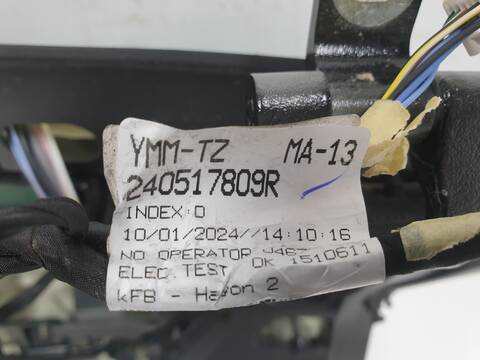 YMM-TZ MA-13
240517809R
INDEX:0
10/01/2024//14:10:16
NO OPERATOR
ELEC.TEST OK 1510611
KFB - 2